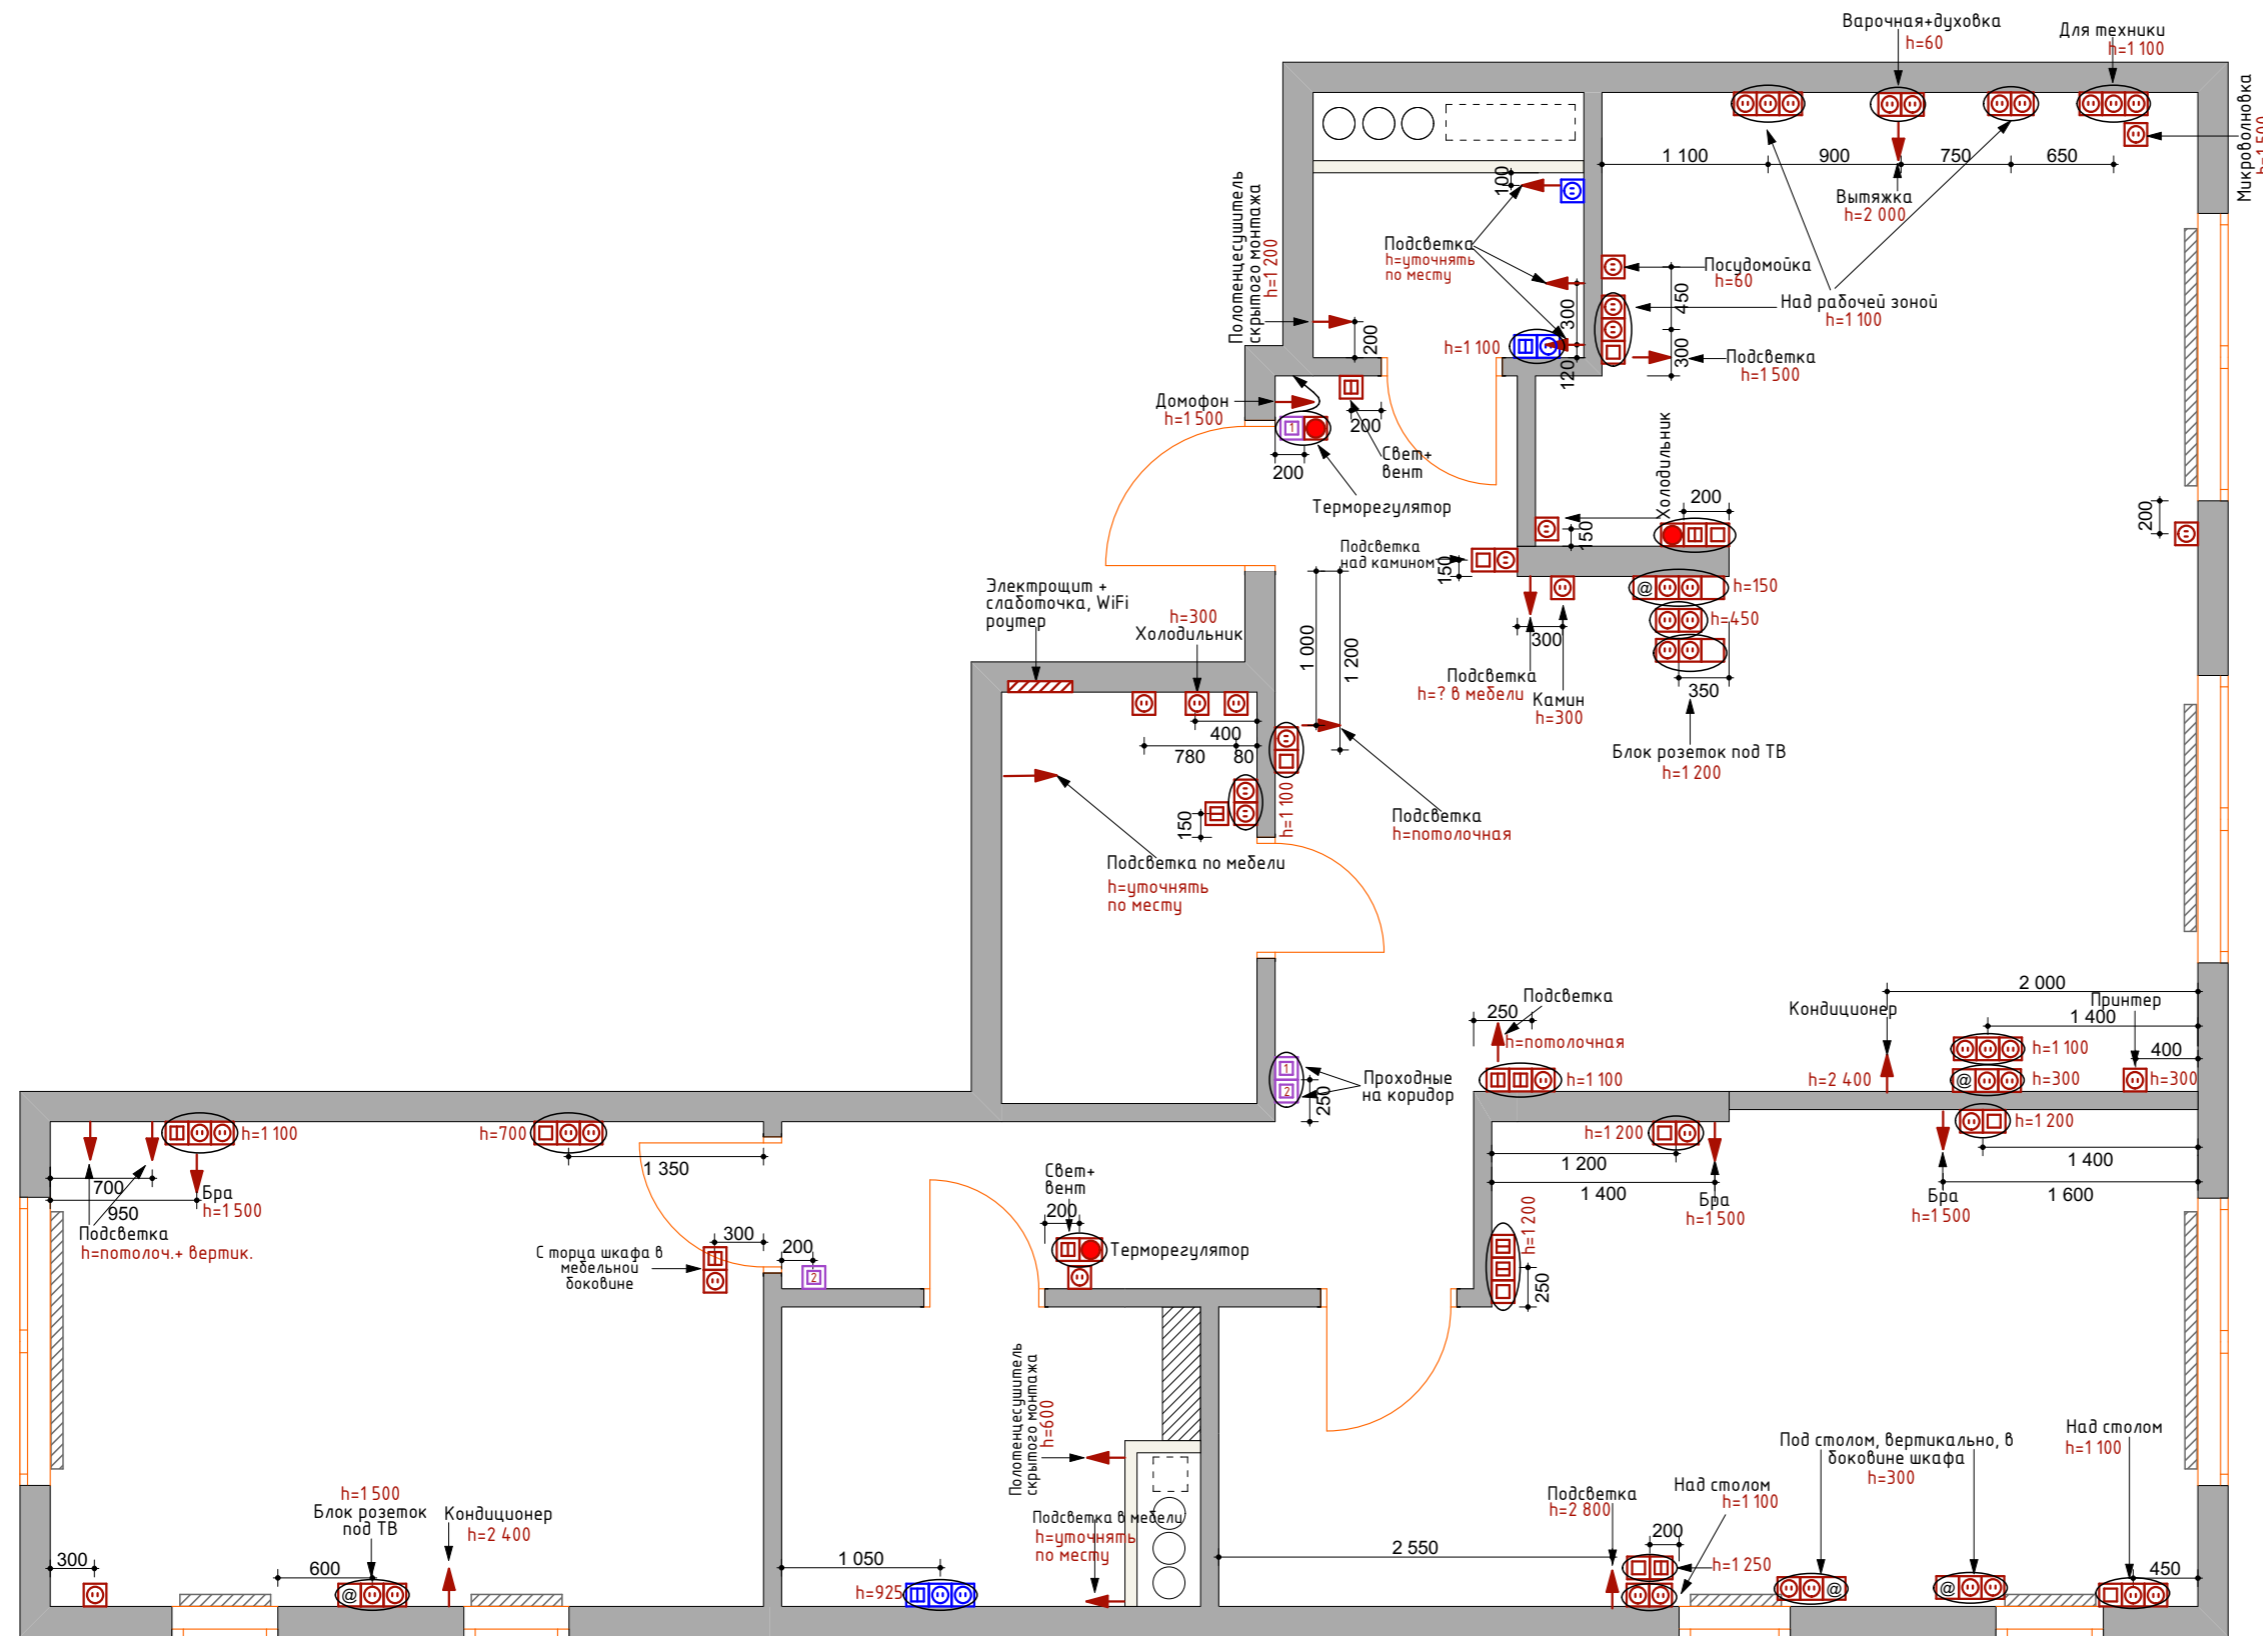 Варочная+духовка
h=60
Для техники
h=1 100
Микроволновка
h=1 500
1 100
900
750
650
Вытяжка
h=2 000
Полотенцесушитель
скрытого монтажа
h=1 200
100
Подсветка
h=уточнять
по месту
Посудомойка
h=60
450
Над рабочей зоной
h=1 100
300
300
Подсветка
h=1 500
200
h=1 100
120
Домофон
h=1 500
1
200
200
Свет+
вент
Терморегулятор
Холодильник
200
200
150
Подсветка
над камином
150
@
h=150
h=450
300
350
Подсветка
h=? в мебели
Камин
h=300
Блок розеток под ТВ
h=1 200
Электрощит +
слаботочка, WiFi
роутер
h=300
Холодильник
1 000
1 200
400
780
80
150
h=1 100
Подсветка
h=потолочная
Подсветка по мебели
h=уточнять
по месту
2 000
Подсветка
250
h=потолочная
Кондиционер
Принтер
1 400
h=1 100
400
1
2
250
Проходные
на коридор
h=1 100
h=2 400
@
h=300
h=300
h=1 100
h=700
1 350
h=1 200
h=1 200
1 200
1 400
1 400
1 600
700
950
Бра
h=1 500
Подсветка
h=потолоч.+ вертик.
Свет+
вент
200
Бра
h=1 500
Бра
h=1 500
h=1 200
250
С торца шкафа в
мебельной
боковине
300
200
2
Терморегулятор
Полотенцесушитель
скрытого монтажа
h=600
Подсветка в мебели
h=уточнять
по месту
h=1 500
Блок розеток
под ТВ
Кондиционер
h=2 400
300
600
@
1 050
h=925
2 550
Подсветка
h=2 800
Над столом
h=1 100
200
h=1 250
Под столом, вертикально, в
боковине шкафа
h=300
@
@
Над столом
h=1 100
450